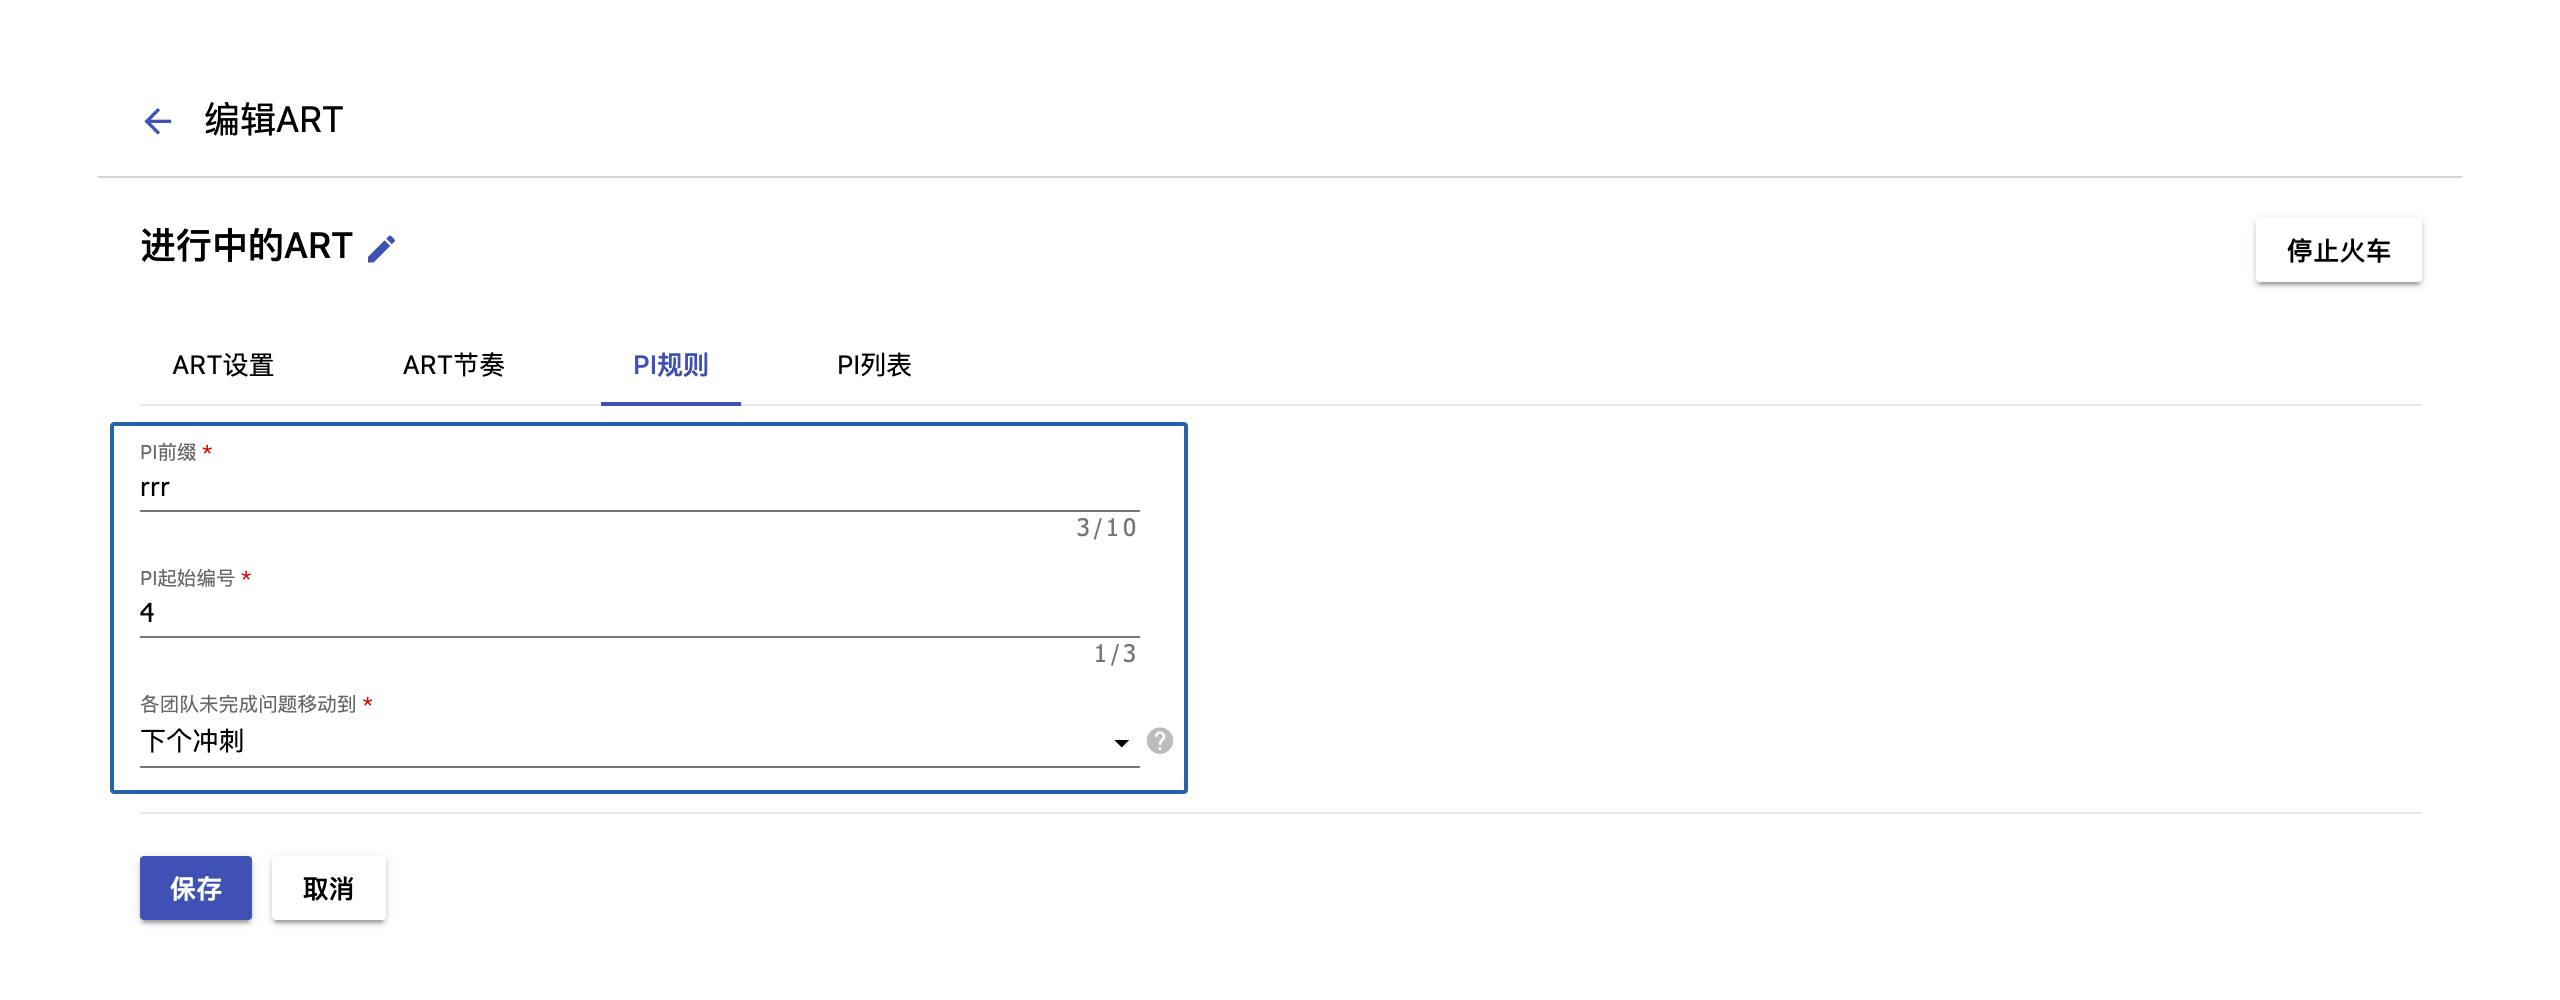 编辑ART
进行中的ART
停止火车
ART设置 ART节奏 PI规则 PI列表
PI前缀 *
rrr
3/10
PI起始编号 *
4
1/3
各团队未完成问题移动到 *
下个冲刺
?
保存 取消